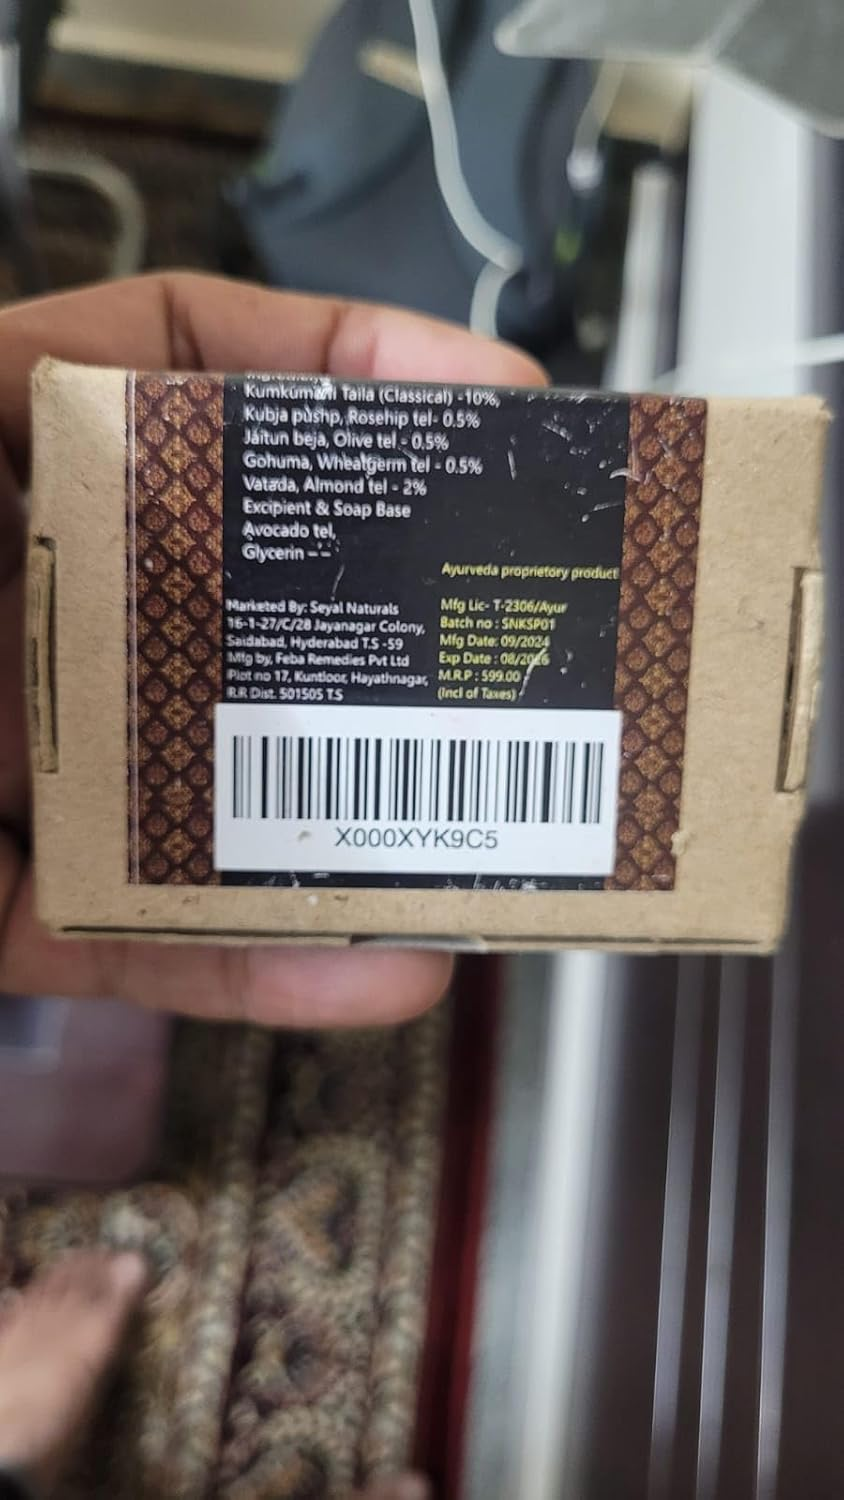 Kumkumadi Taila (Classical) -10%,
Kubja pushp, Rosehip tel- 0.5%
Jaitun beja, Olive tel - 0.5%
Gohuma, Wheatgerm tel - 0.5%
Vatada, Almond tel - 2%
Excipient & Soap Base
Avocado tel,
Glycerin --
Ayurveda proprietory product
Marketed By: Seyal Naturals
16-1-27/C/28 Jayanagar Colony,
Saidabad, Hyderabad T.S -59
Mfg by, Feba Remedies Pvt Ltd
Plot no 17, Kuntloor, Hayathnagar,
R.R Dist. 501505 T.S
Mfg Lic- T-2306/Ayur
Batch no : SNKSP01
Mfg Date: 09/2024
Exp Date : 08/2026
M.R.P : 599.00
(Incl of Taxes)
X000XYK9C5